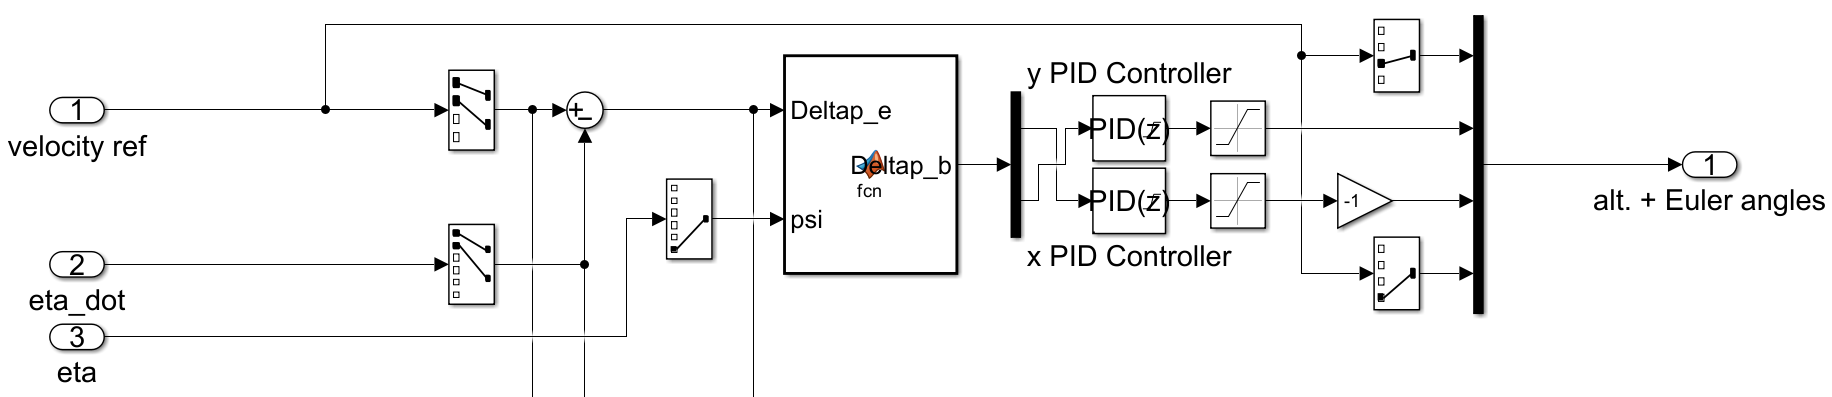 1
velocity ref
2
eta_dot
3
eta
+
−
Deltap_e
Deltap_b
fcn
psi
y PID Controller
PID(z)
PID(z)
x PID Controller
-1
1
alt. + Euler angles